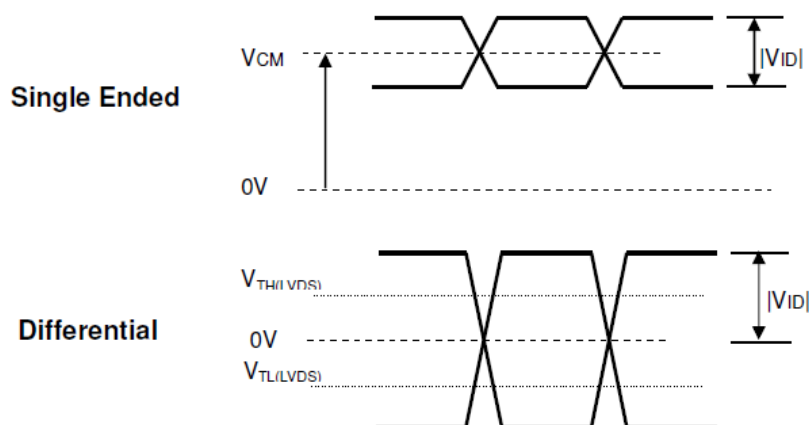 VCM
|VID|
Single Ended
0V
VTH(LVDS)
|VID|
Differential
0V
VTL(LVDS)